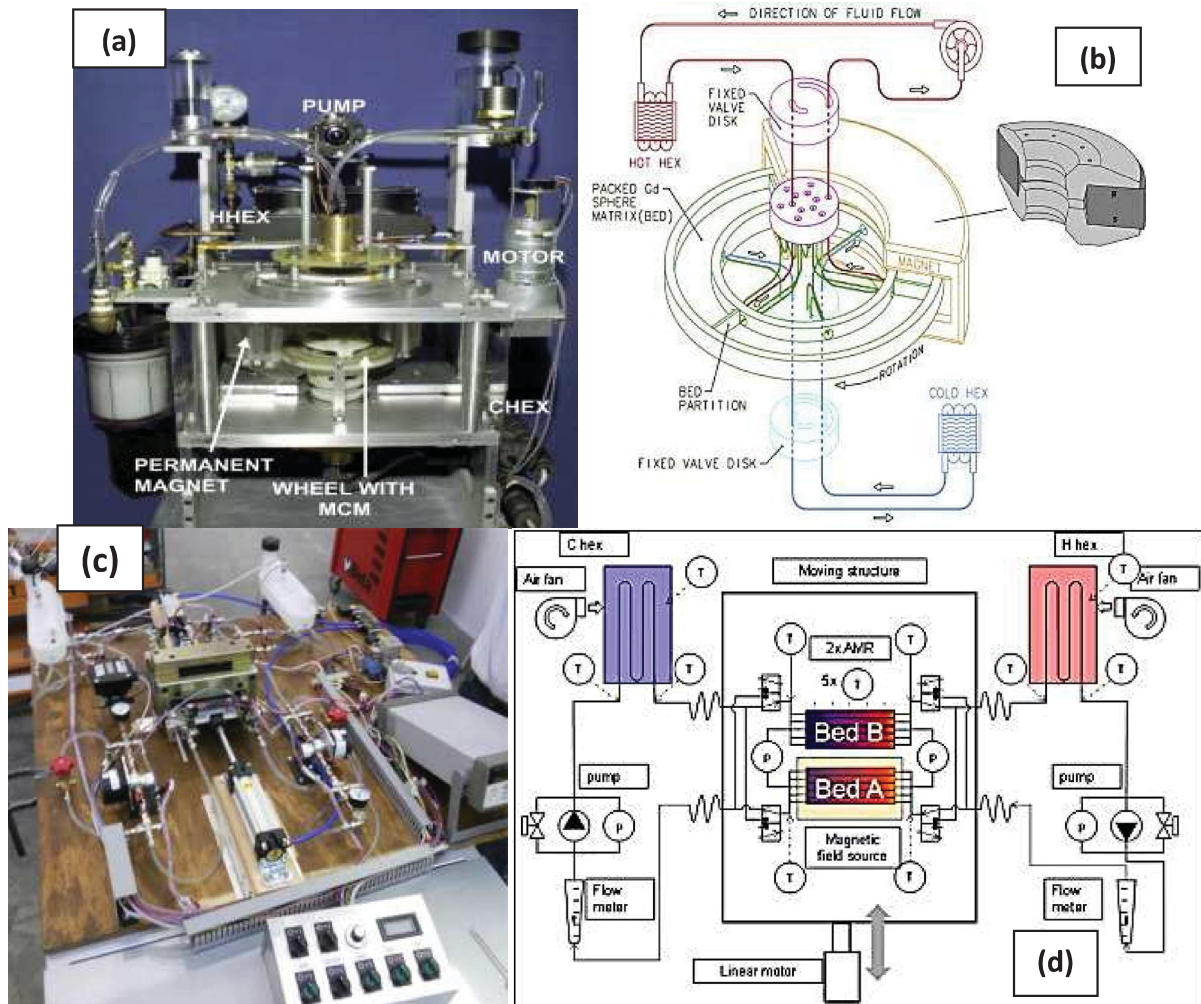 (a)
PUMP
HHEX
MOTOR
CHEX
PERMANENT
MAGNET
WHEEL WITH
MCM
(b)
DIRECTION OF FLUID FLOW
FIXED
VALVE
DISK
HOT HEX
PACKED Gd
SPHERE
MATRIX(BED)
MAGNET
ROTATION
BED
PARTITION
COLD HEX
FIXED VALVE DISK
(c)
C hex
H hex
Air fan
Moving structure
Air fan
T
T
T
T
2x AMR
T
T
T
T
5x
T
Bed B
P
P
Bed A
pump
pump
p
p
Magnetic
field source
Flow
meter
T
T
Flow
meter
Linear motor
(d)